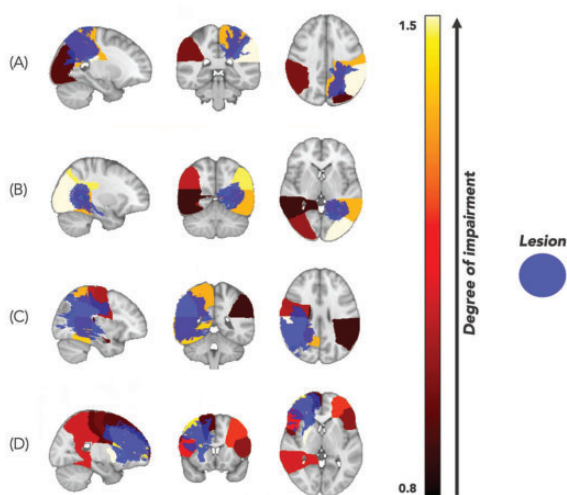 (A)
(B)
(C)
(D)
1.5
0.8
Degree of impairment
Lesion